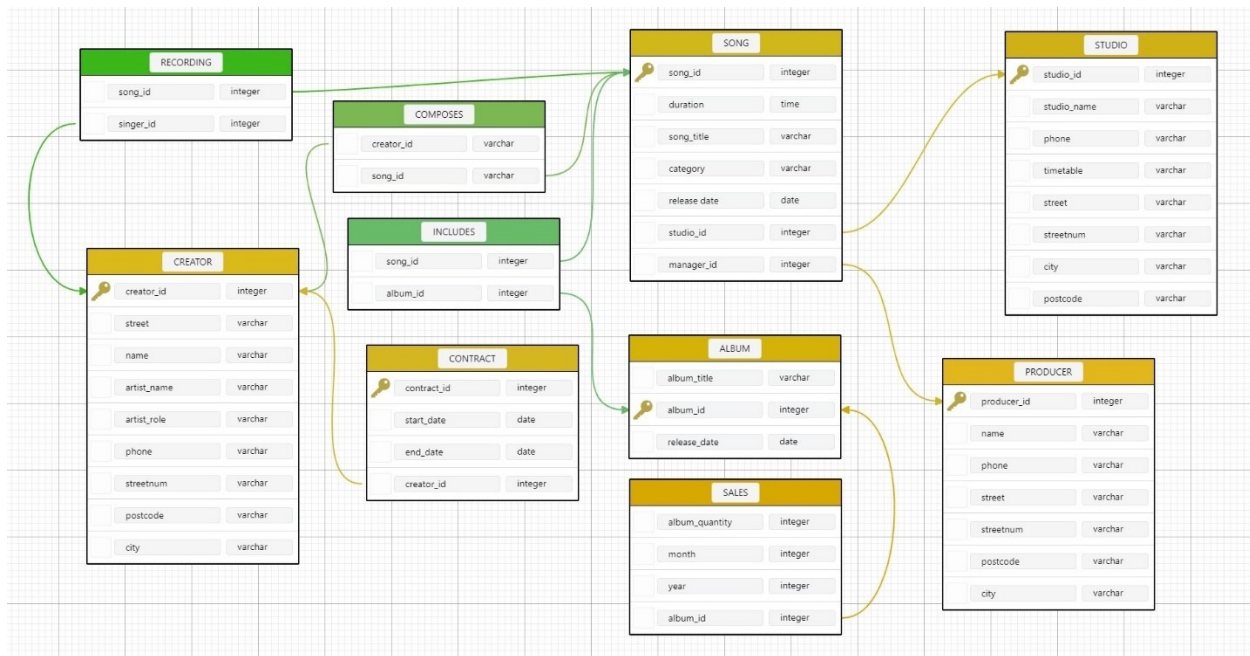 RECORDING
song_id integer
singer_id integer
COMPOSES
creator_id varchar
song_id varchar
INCLUDES
song_id integer
album_id integer
CREATOR
creator_id integer
street varchar
name varchar
artist_name varchar
artist_role varchar
phone varchar
streetnum varchar
postcode varchar
city varchar
CONTRACT
contract_id integer
start_date date
end_date date
creator_id integer
SONG
song_id integer
duration time
song_title varchar
category varchar
release date date
studio_id integer
manager_id integer
ALBUM
album_title varchar
album_id integer
release_date date
SALES
album_quantity integer
month integer
year integer
album_id integer
STUDIO
studio_id integer
studio_name varchar
phone varchar
timetable varchar
street varchar
streetnum varchar
city varchar
postcode varchar
PRODUCER
producer_id integer
name varchar
phone varchar
street varchar
streetnum varchar
postcode varchar
city varchar